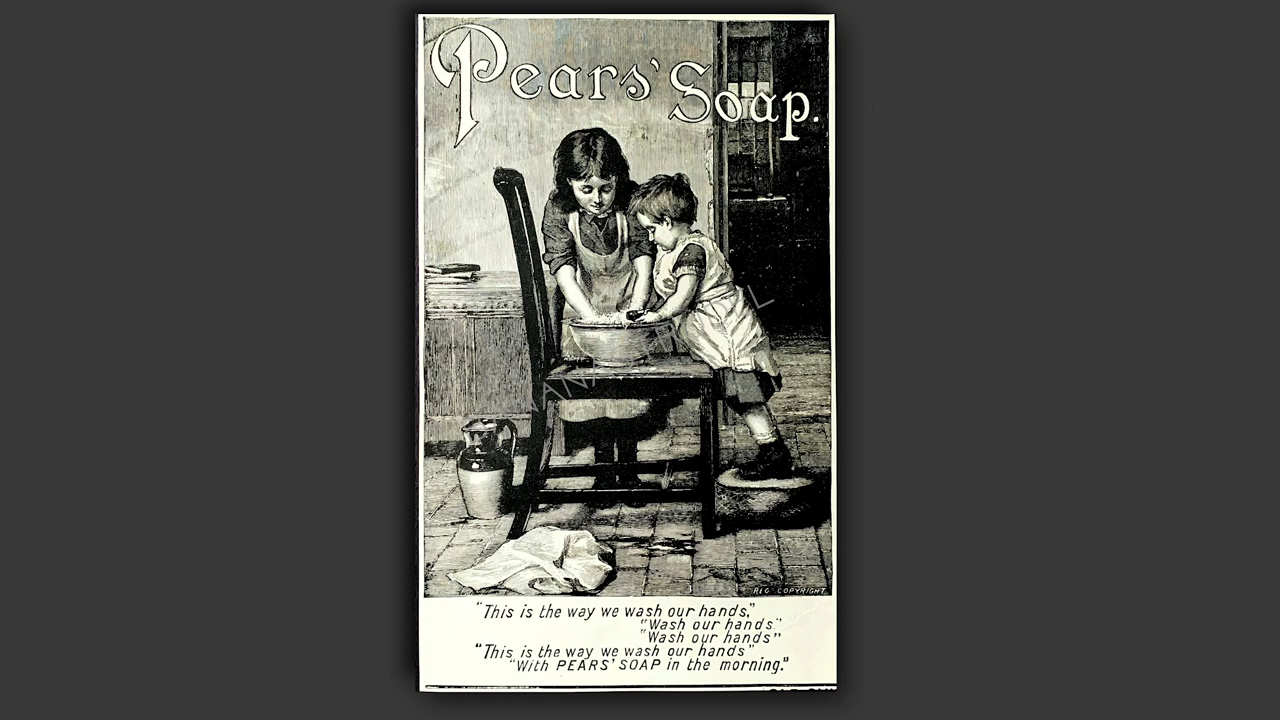 Pears' Soap.
REG: COPYRIGHT
"This is the way we wash our hands,"
"Wash our hands."
"Wash our hands"
"This is the way we wash our hands"
"With PEARS' SOAP in the morning."